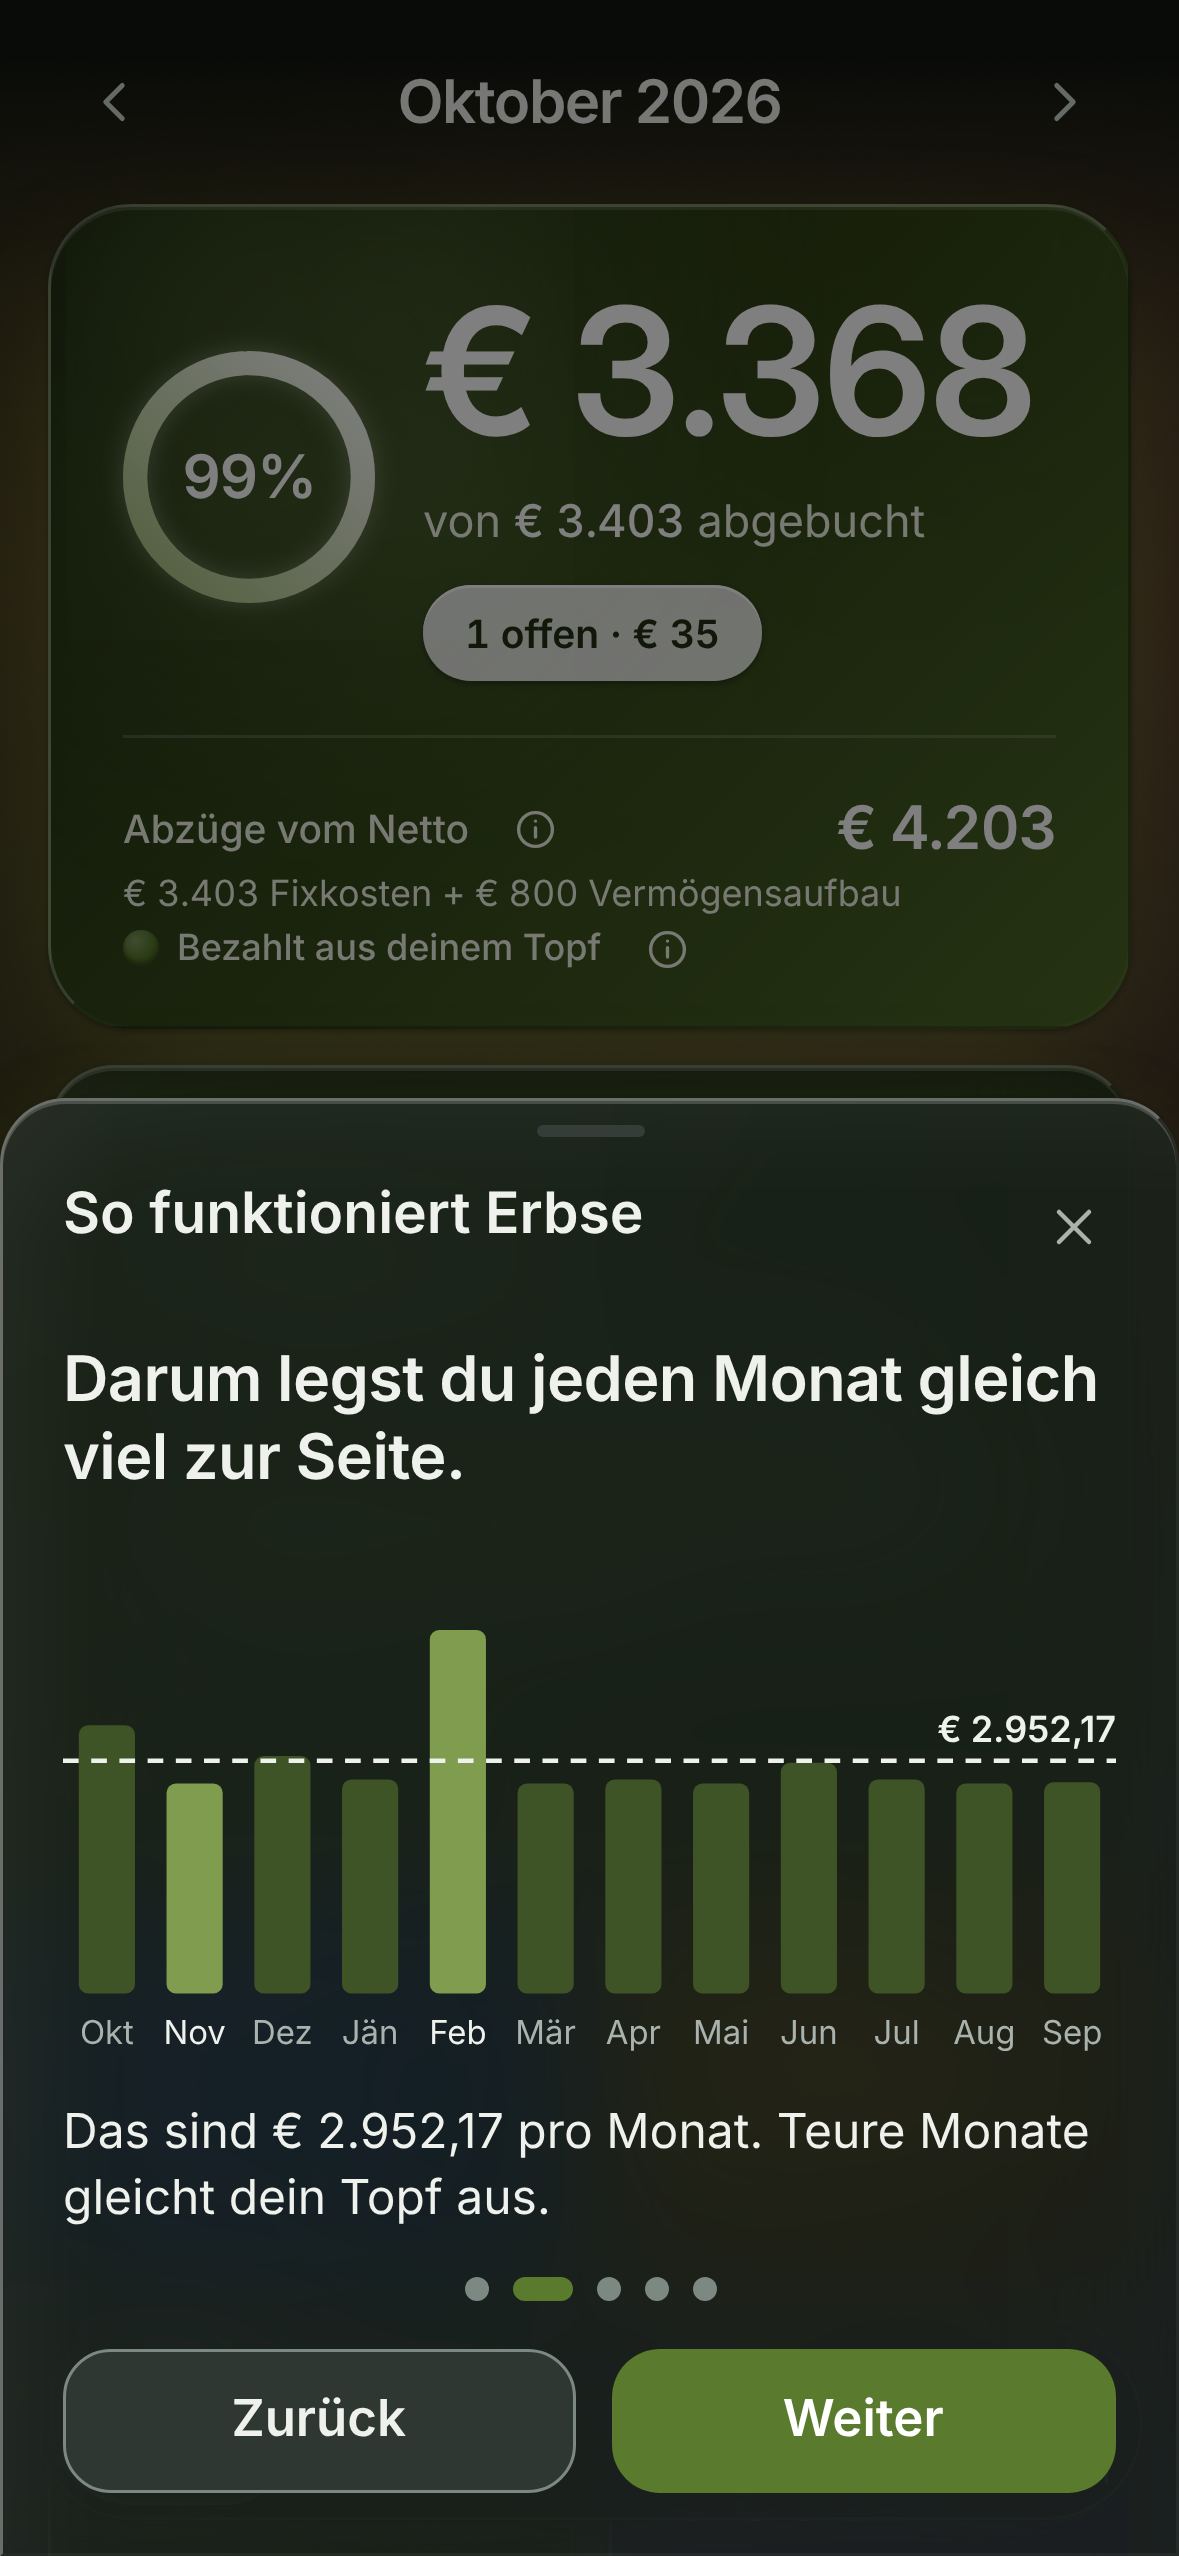 Oktober 2026
99%
€ 3.368
von € 3.403 abgebucht
1 offen · € 35
Abzüge vom Netto
€ 4.203
€ 3.403 Fixkosten + € 800 Vermögensaufbau
Bezahlt aus deinem Topf
So funktioniert Erbse
Darum legst du jeden Monat gleich
viel zur Seite.
€ 2.952,17
Okt Nov Dez Jän Feb Mär Apr Mai Jun Jul Aug Sep
Das sind € 2.952,17 pro Monat. Teure Monate
gleicht dein Topf aus.
Zurück
Weiter